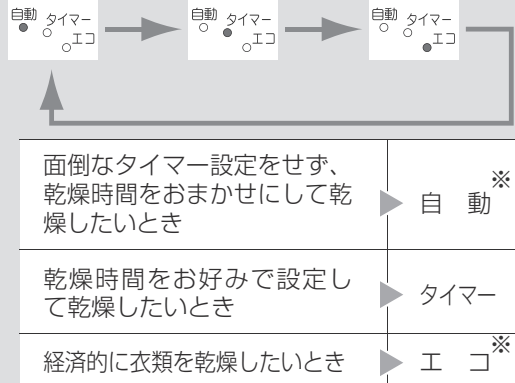 自動 タイマー エコ
自動 タイマー エコ
自動 タイマー エコ
面倒なタイマー設定をせず、
乾燥時間をおまかせにして乾
燥したいとき
自 動※
乾燥時間をお好みで設定し
て乾燥したいとき
タイマー
経済的に衣類を乾燥したいとき
エ コ※